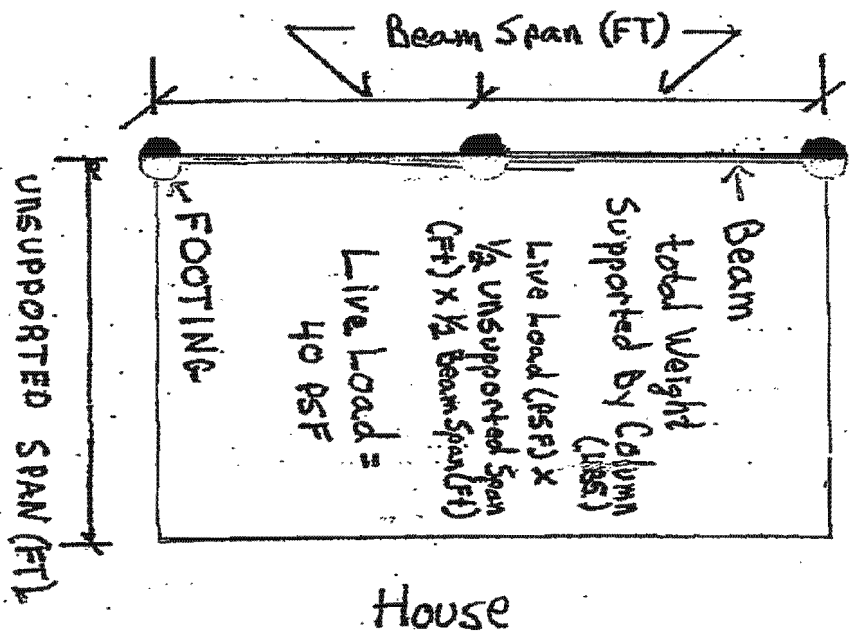 Beam Span (FT)
Beam
total Weight
Supported By Column
(LBS)
Live Load (PSF) x
1/2 Unsupported Span
(Ft) x 1/2 Beam Span (Ft)
Live Load =
40 PSF
FOOTING
UNSUPPORTED SPAN (FT)
House